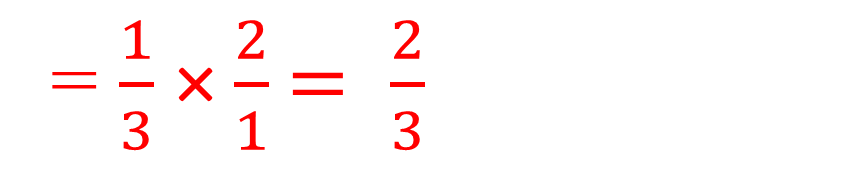 = 1/3 × 2/1 = 2/3